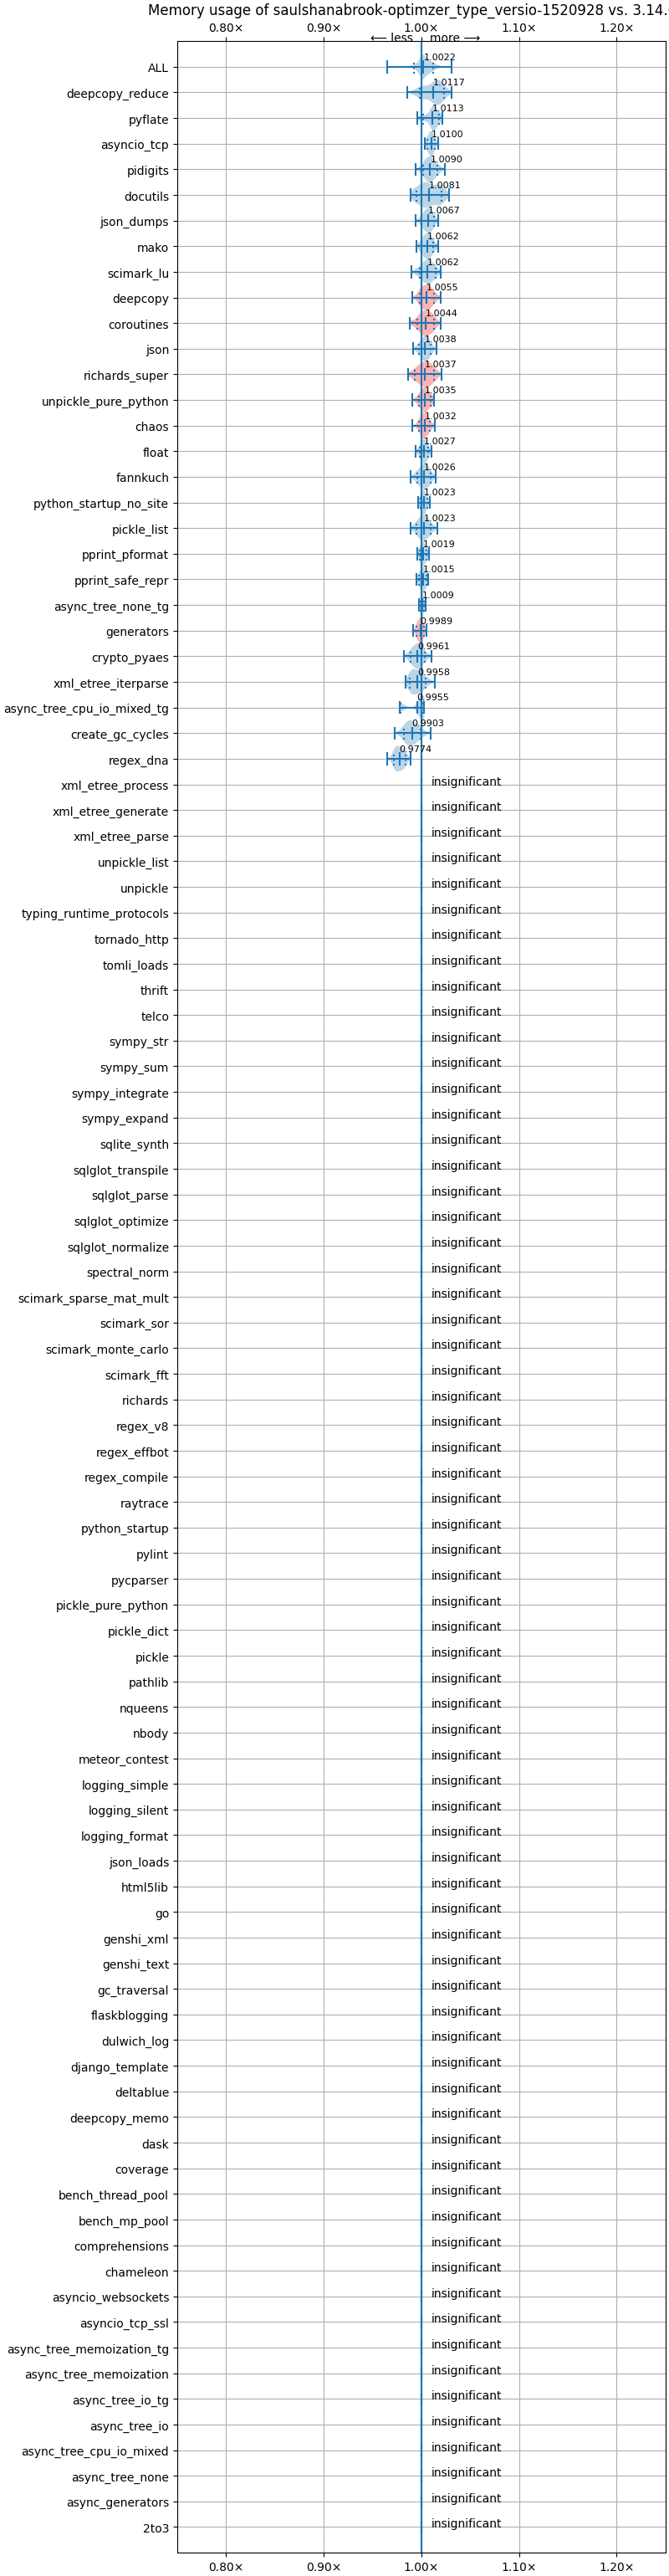 Memory usage of saulshanabrook-optimzer_type_versio-1520928 vs. 3.14.
0.80× 0.90× 1.00× 1.10× 1.20×
⟵ less more ⟶
ALL 1.0022
deepcopy_reduce 1.0117
pyflate 1.0113
asyncio_tcp 1.0100
pidigits 1.0090
docutils 1.0081
json_dumps 1.0067
mako 1.0062
scimark_lu 1.0062
deepcopy 1.0055
coroutines 1.0044
json 1.0038
richards_super 1.0037
unpickle_pure_python 1.0035
chaos 1.0032
float 1.0027
fannkuch 1.0026
python_startup_no_site 1.0023
pickle_list 1.0023
pprint_pformat 1.0019
pprint_safe_repr 1.0015
async_tree_none_tg 1.0009
generators 0.9989
crypto_pyaes 0.9961
xml_etree_iterparse 0.9958
async_tree_cpu_io_mixed_tg 0.9955
create_gc_cycles 0.9903
regex_dna 0.9774
xml_etree_process insignificant
xml_etree_generate insignificant
xml_etree_parse insignificant
unpickle_list insignificant
unpickle insignificant
typing_runtime_protocols insignificant
tornado_http insignificant
tomli_loads insignificant
thrift insignificant
telco insignificant
sympy_str insignificant
sympy_sum insignificant
sympy_integrate insignificant
sympy_expand insignificant
sqlite_synth insignificant
sqlglot_transpile insignificant
sqlglot_parse insignificant
sqlglot_optimize insignificant
sqlglot_normalize insignificant
spectral_norm insignificant
scimark_sparse_mat_mult insignificant
scimark_sor insignificant
scimark_monte_carlo insignificant
scimark_fft insignificant
richards insignificant
regex_v8 insignificant
regex_effbot insignificant
regex_compile insignificant
raytrace insignificant
python_startup insignificant
pylint insignificant
pycparser insignificant
pickle_pure_python insignificant
pickle_dict insignificant
pickle insignificant
pathlib insignificant
nqueens insignificant
nbody insignificant
meteor_contest insignificant
logging_simple insignificant
logging_silent insignificant
logging_format insignificant
json_loads insignificant
html5lib insignificant
go insignificant
genshi_xml insignificant
genshi_text insignificant
gc_traversal insignificant
flaskblogging insignificant
dulwich_log insignificant
django_template insignificant
deltablue insignificant
deepcopy_memo insignificant
dask insignificant
coverage insignificant
bench_thread_pool insignificant
bench_mp_pool insignificant
comprehensions insignificant
chameleon insignificant
asyncio_websockets insignificant
asyncio_tcp_ssl insignificant
async_tree_memoization_tg insignificant
async_tree_memoization insignificant
async_tree_io_tg insignificant
async_tree_io insignificant
async_tree_cpu_io_mixed insignificant
async_tree_none insignificant
async_generators insignificant
2to3 insignificant
0.80× 0.90× 1.00× 1.10× 1.20×